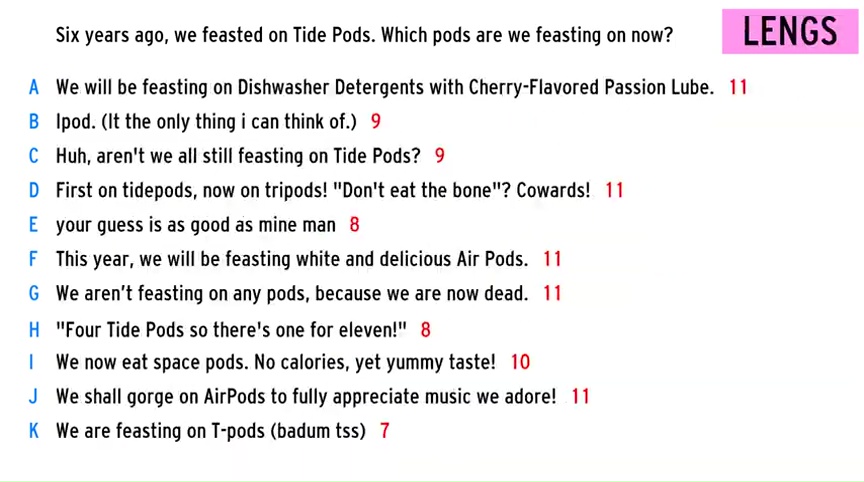 Six years ago, we feasted on Tide Pods. Which pods are we feasting on now?
LENGS
A We will be feasting on Dishwasher Detergents with Cherry-Flavored Passion Lube. 11
B Ipod. (It the only thing i can think of.) 9
C Huh, aren't we all still feasting on Tide Pods? 9
D First on tidepods, now on tripods! "Don't eat the bone"? Cowards! 11
E your guess is as good as mine man 8
F This year, we will be feasting white and delicious Air Pods. 11
G We aren’t feasting on any pods, because we are now dead. 11
H "Four Tide Pods so there's one for eleven!" 8
I We now eat space pods. No calories, yet yummy taste! 10
J We shall gorge on AirPods to fully appreciate music we adore! 11
K We are feasting on T-pods (badum tss) 7